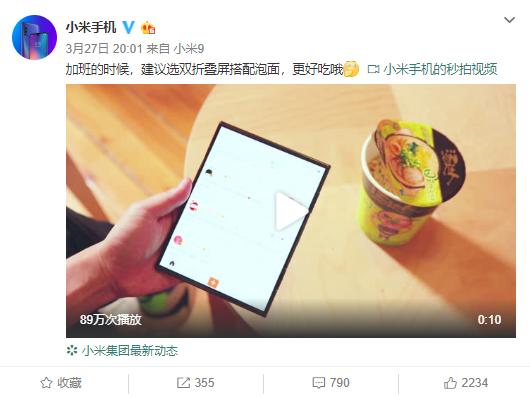 小米手机
3月27日 20:01 来自 小米9
加班的时候，建议选双折叠屏搭配泡面，更好吃哦 小米手机的秒拍视频
89万次播放 0:10
小米集团最新动态
收藏 355 790 2234